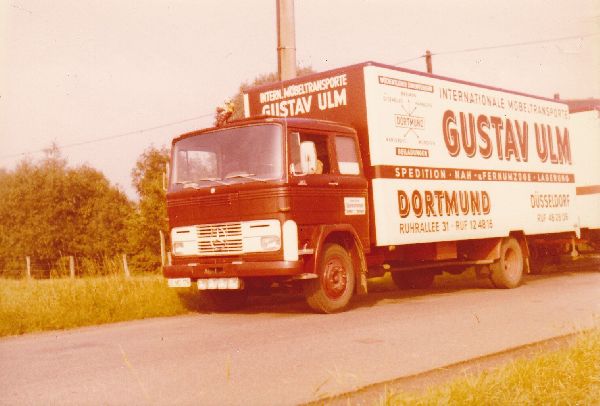 INTERN. MÖBELTRANSPORTE
GUSTAV ULM
INTERNATIONALE MÖBELTRANSPORTE
GUSTAV ULM
DORTMUND
BEILADUNGEN
SPEDITION · NAH- u. FERNUMZÜGE · LAGERUNG
DORTMUND
RUHRALLEE 31 · RUF 12 48 18
DÜSSELDORF